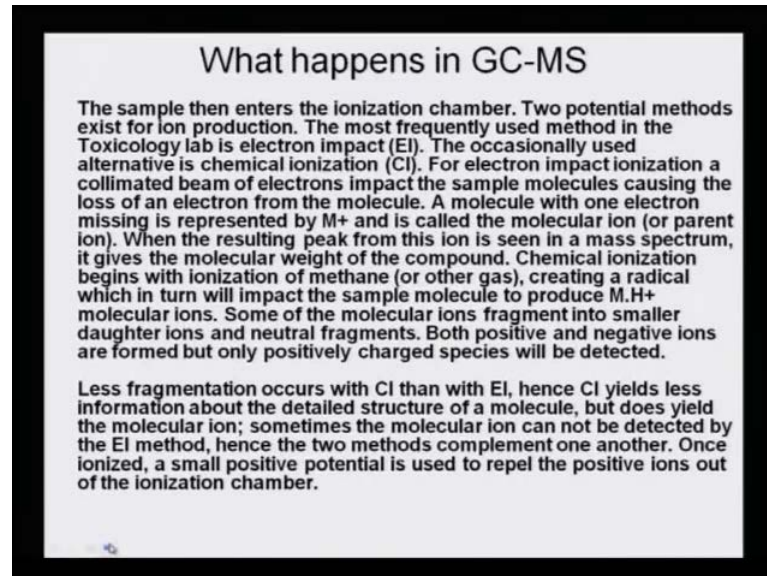 What happens in GC-MS
The sample then enters the ionization chamber. Two potential methods
exist for ion production. The most frequently used method in the
Toxicology lab is electron impact (EI). The occasionally used
alternative is chemical ionization (CI). For electron impact ionization a
collimated beam of electrons impact the sample molecules causing the
loss of an electron from the molecule. A molecule with one electron
missing is represented by M+ and is called the molecular ion (or parent
ion). When the resulting peak from this ion is seen in a mass spectrum,
it gives the molecular weight of the compound. Chemical ionization
begins with ionization of methane (or other gas), creating a radical
which in turn will impact the sample molecule to produce M.H+
molecular ions. Some of the molecular ions fragment into smaller
daughter ions and neutral fragments. Both positive and negative ions
are formed but only positively charged species will be detected.
Less fragmentation occurs with CI than with EI, hence CI yields less
information about the detailed structure of a molecule, but does yield
the molecular ion; sometimes the molecular ion can not be detected by
the EI method, hence the two methods complement one another. Once
ionized, a small positive potential is used to repel the positive ions out
of the ionization chamber.